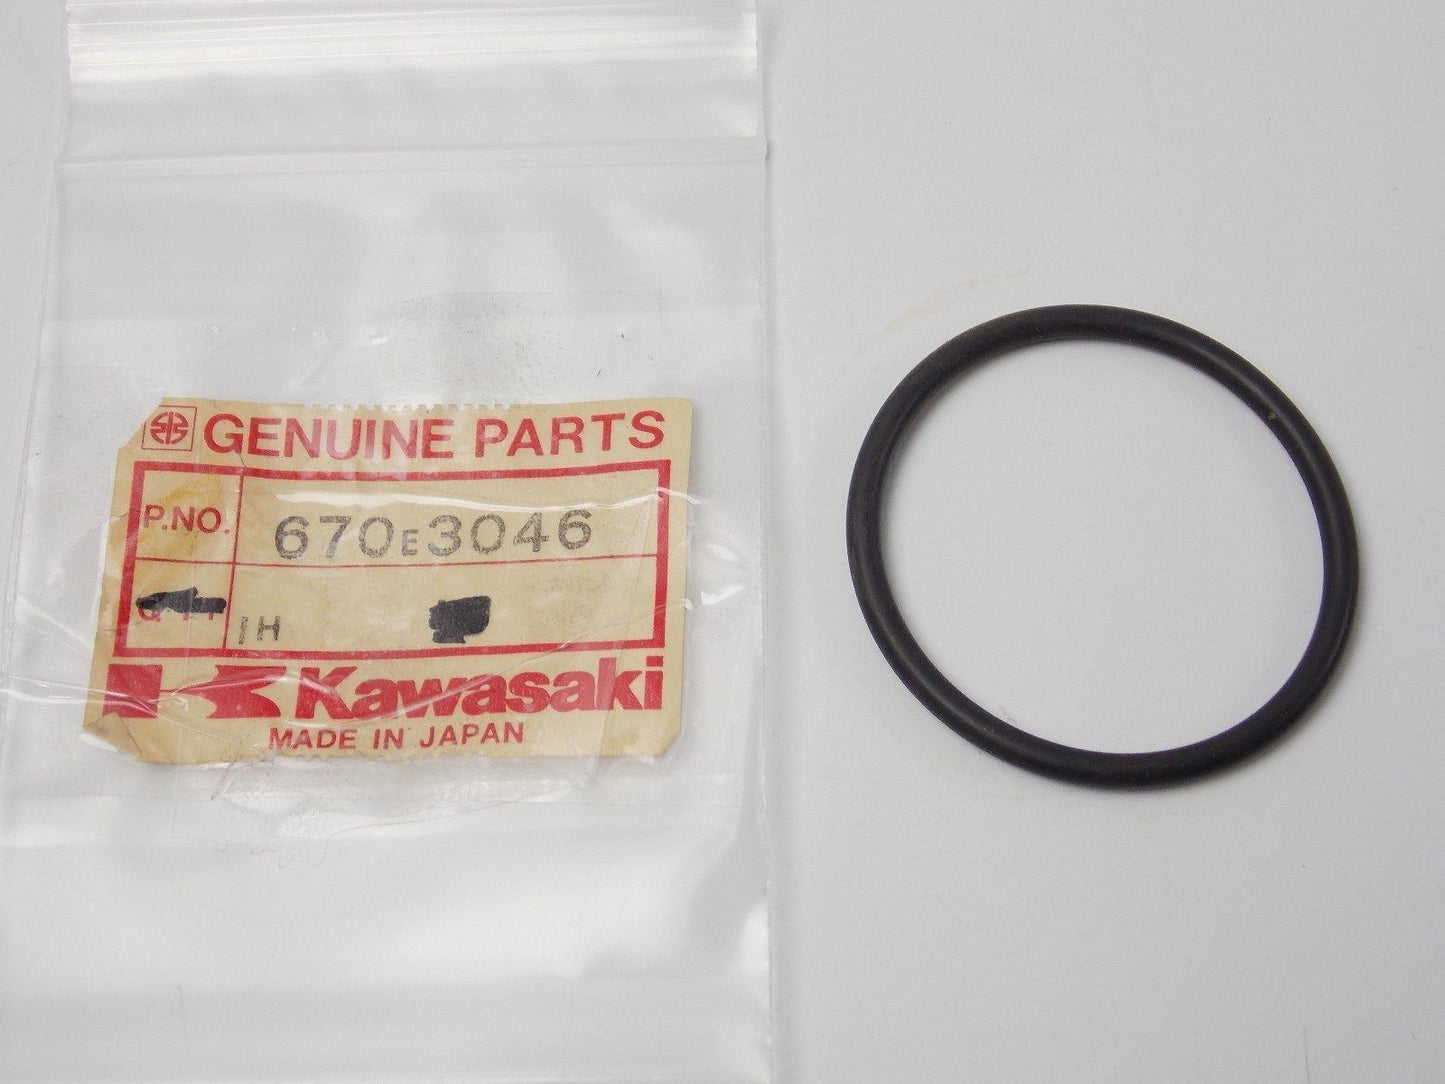 GENUINE PARTS
P.NO. 670E3046
1H
Kawasaki
MADE IN JAPAN